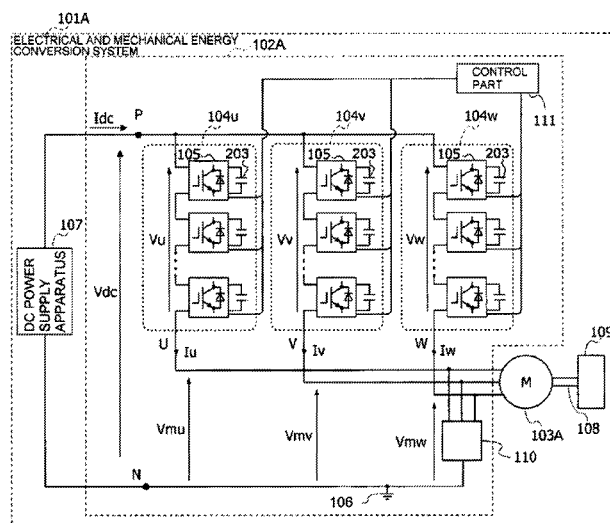 101A
ELECTRICAL AND MECHANICAL ENERGY
CONVERSION SYSTEM
102A
CONTROL
PART
111
Idc
P
104u
104v
104w
105
203
105
203
105
203
107
DC POWER
SUPPLY
APPARATUS
Vdc
Vu
Vv
Vw
U
Iu
V
Iv
W
Iw
109
M
108
103A
Vmu
Vmv
Vmw
110
N
106